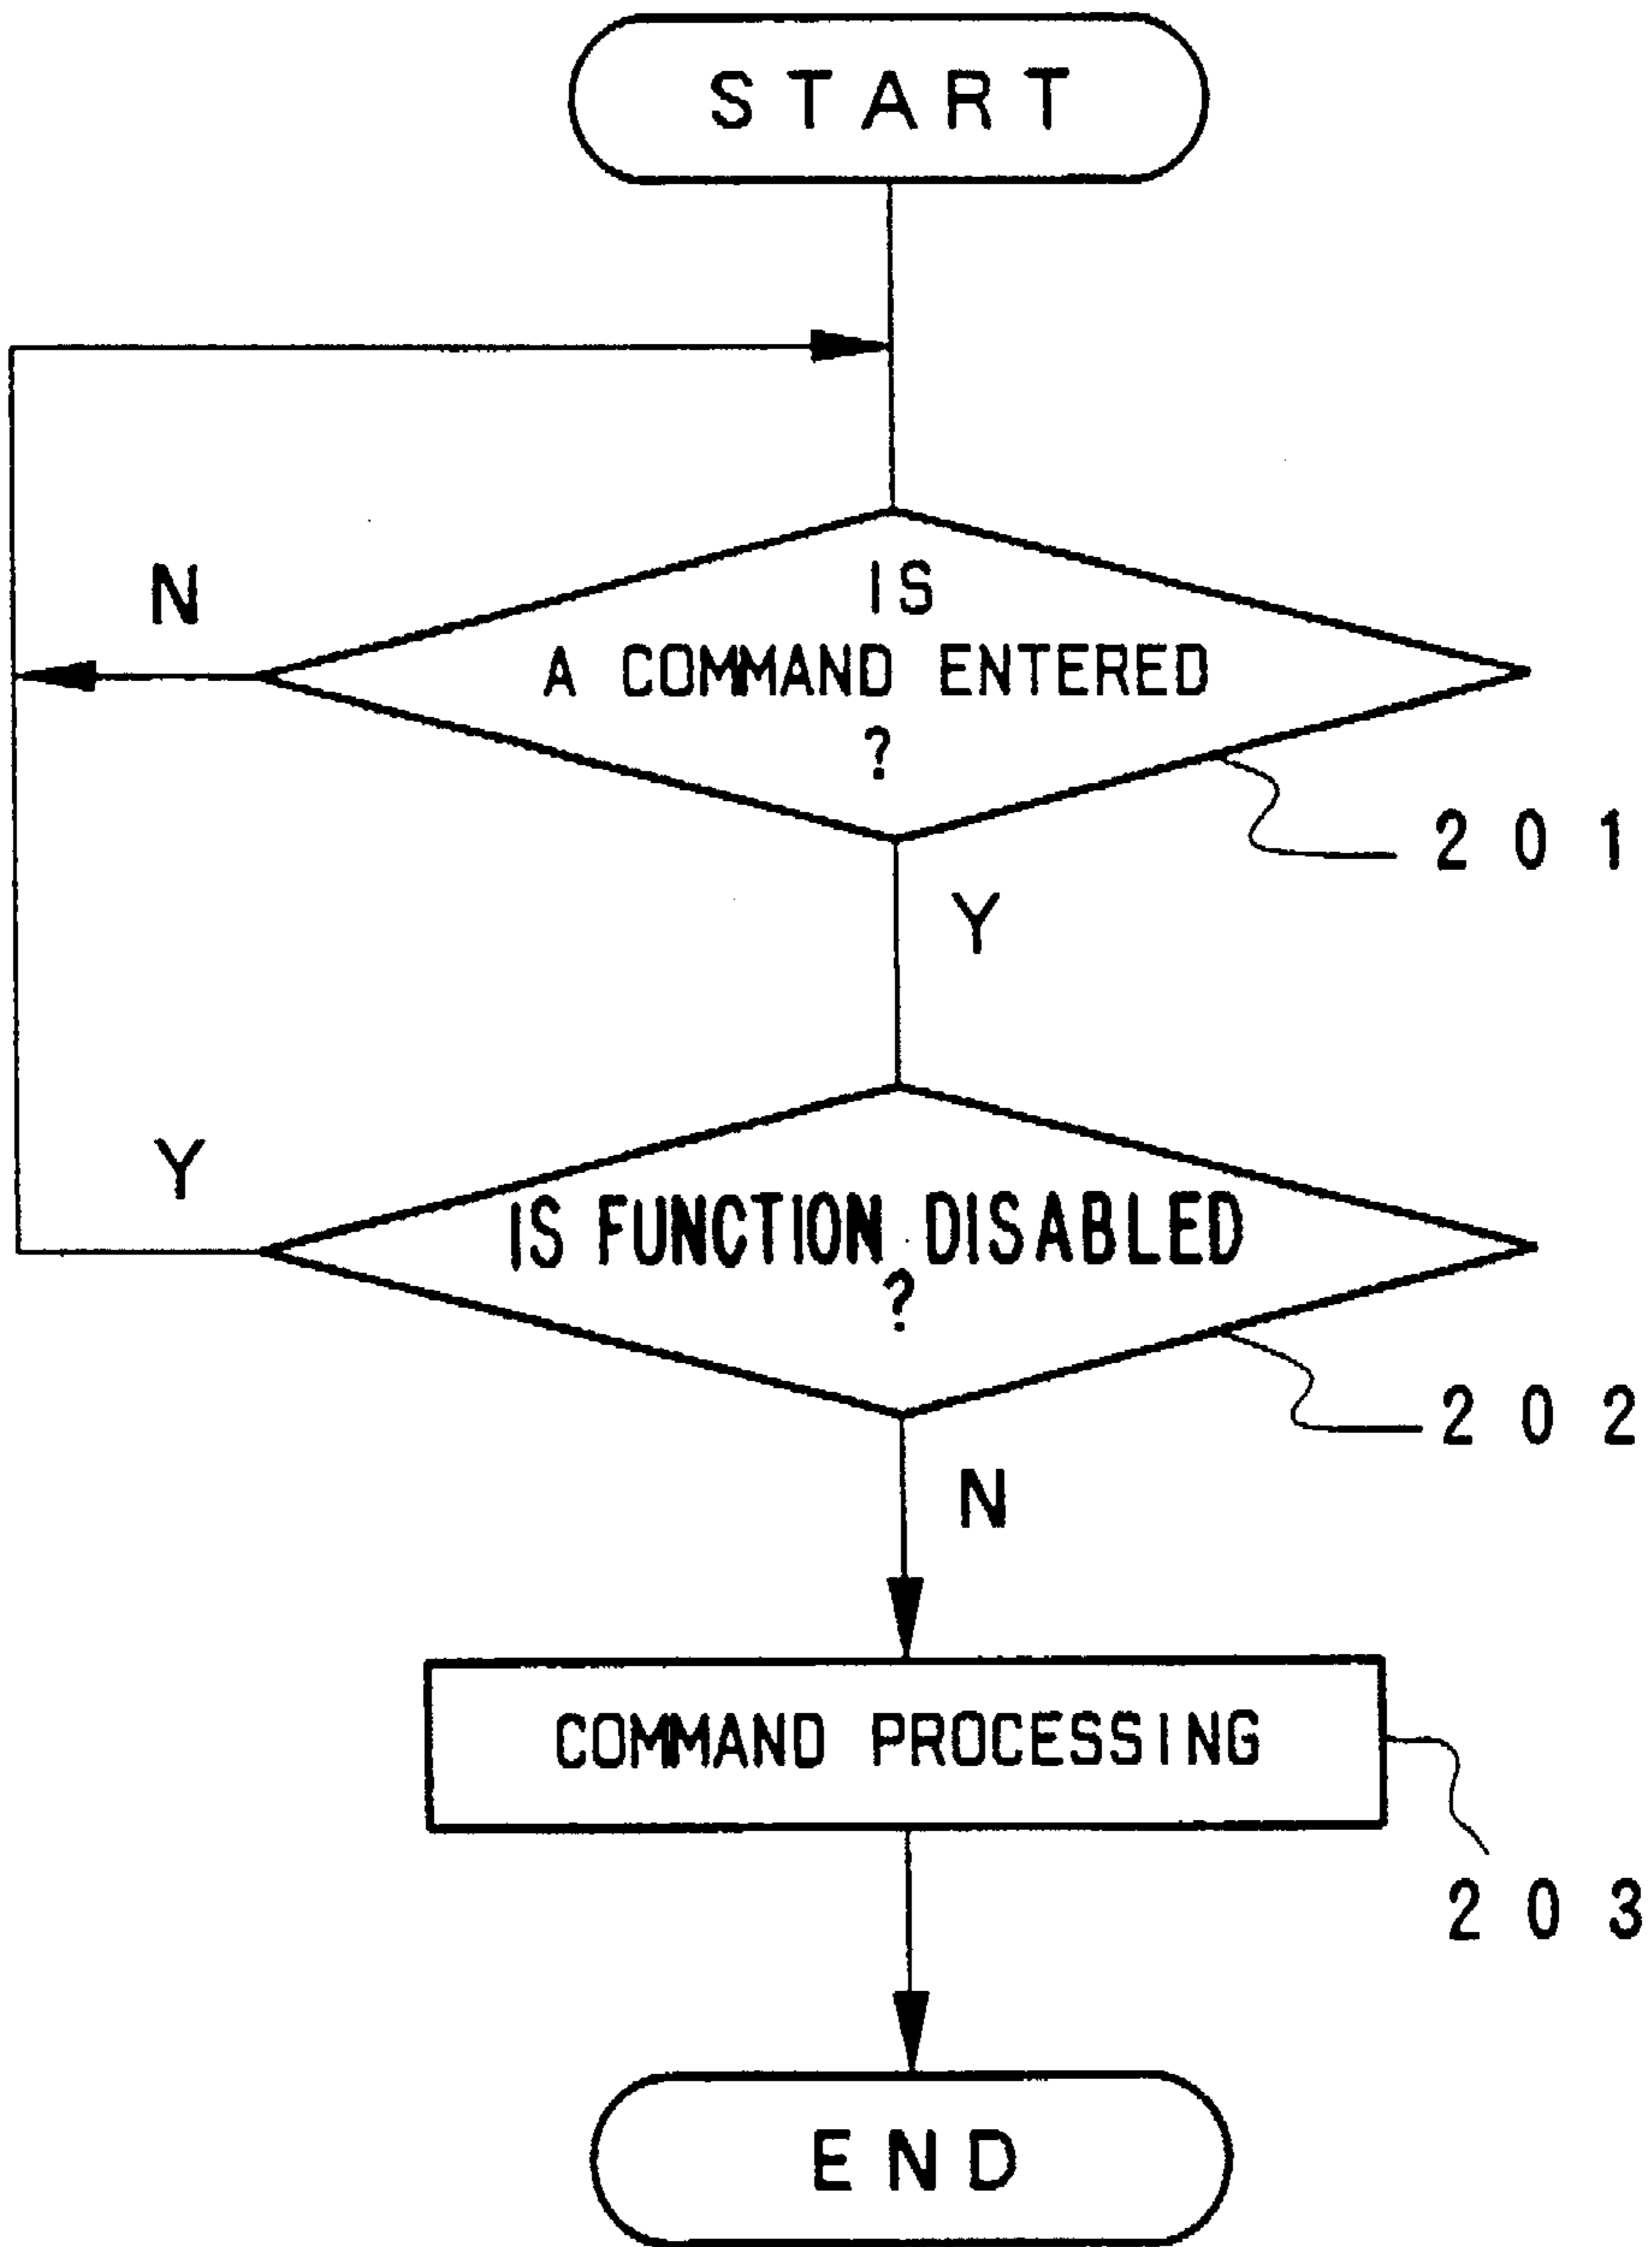 START
N
IS
A COMMAND ENTERED
?
201
Y
Y
IS FUNCTION DISABLED
?
202
N
COMMAND PROCESSING
203
END